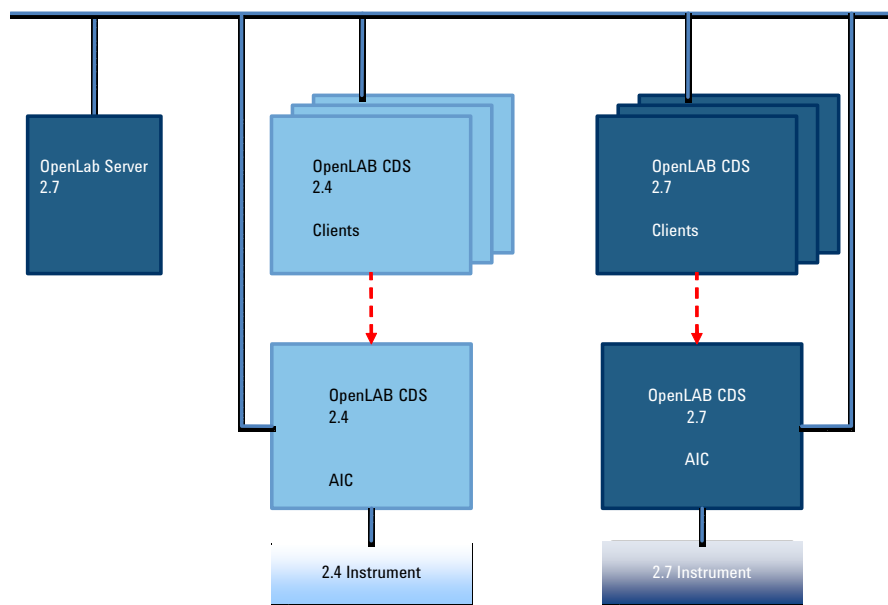 OpenLab Server
2.7
OpenLAB CDS
2.4
Clients
OpenLAB CDS
2.7
Clients
OpenLAB CDS
2.4
AIC
OpenLAB CDS
2.7
AIC
2.4 Instrument
2.7 Instrument